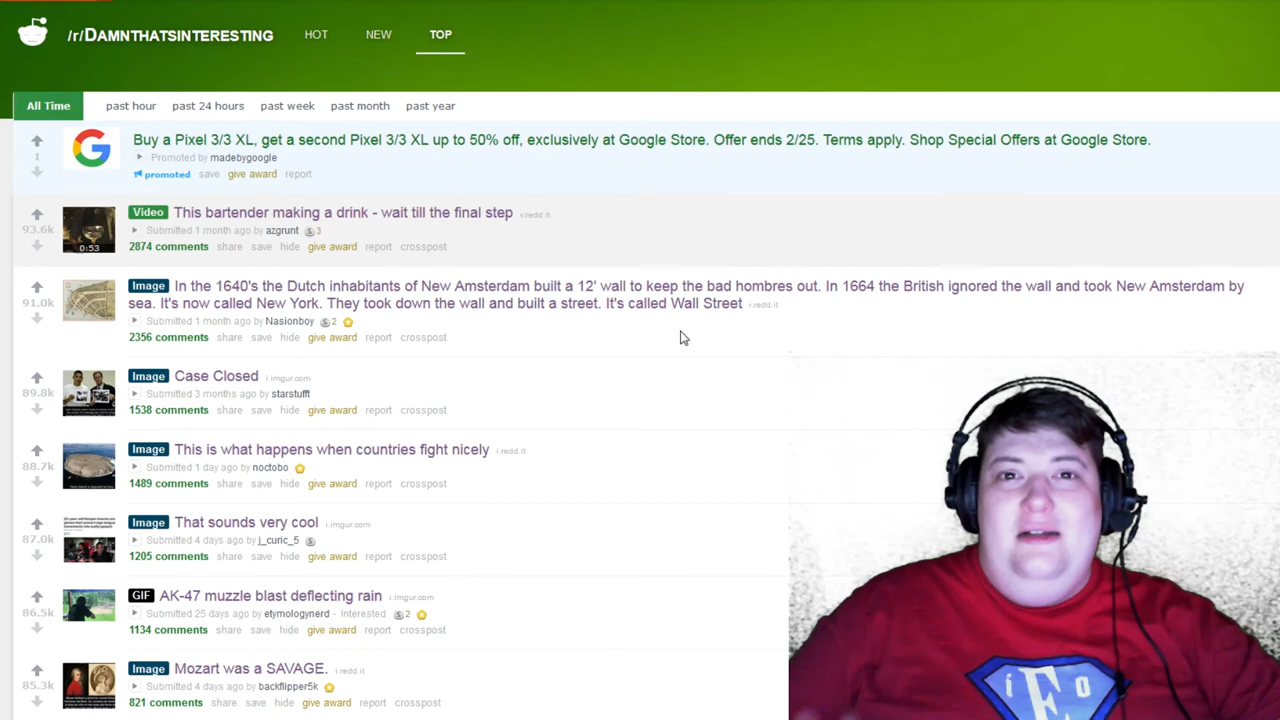 /r/DAMNTHATSINTERESTING HOT NEW TOP
All Time past hour past 24 hours past week past month past year
Buy a Pixel 3/3 XL, get a second Pixel 3/3 XL up to 50% off, exclusively at Google Store. Offer ends 2/25. Terms apply. Shop Special Offers at Google Store.
1 Promoted by madebygoogle
promoted save give award report
Video This bartender making a drink - wait till the final step v.redd.it
93.6k Submitted 1 month ago by azgrunt S 3
0:53 2874 comments share save hide give award report crosspost
Image In the 1640's the Dutch inhabitants of New Amsterdam built a 12' wall to keep the bad hombres out. In 1664 the British ignored the wall and took New Amsterdam by
91.0k sea. It's now called New York. They took down the wall and built a street. It's called Wall Street i.redd.it
Submitted 1 month ago by Nasionboy S 2
2356 comments share save hide give award report crosspost
Image Case Closed i.imgur.com
89.8k Submitted 3 months ago by starstufft
1538 comments share save hide give award report crosspost
Image This is what happens when countries fight nicely i.redd.it
88.7k Submitted 1 day ago by noctobo
1489 comments share save hide give award report crosspost
Image That sounds very cool i.imgur.com
87.0k Submitted 4 days ago by j_curic_5 S
1205 comments share save hide give award report crosspost
GIF AK-47 muzzle blast deflecting rain i.imgur.com
86.5k Submitted 25 days ago by etymologynerd - Interested S 2
1134 comments share save hide give award report crosspost
Image Mozart was a SAVAGE. i.redd.it
85.3k Submitted 4 days ago by backflipper5k
821 comments share save hide give award report crosspost
i E O